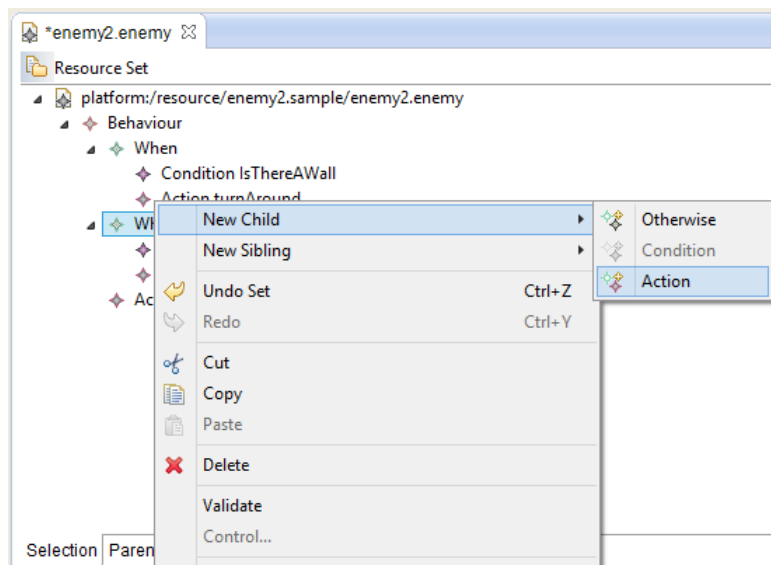 *enemy2.enemy
Resource Set
platform:/resource/enemy2.sample/enemy2.enemy
Behaviour
When
Condition IsThereAWall
Action turnAround
New Child
New Sibling
Undo Set Ctrl+Z
Redo Ctrl+Y
Cut
Copy
Paste
Delete
Validate
Control...
Otherwise
Condition
Action
Selection